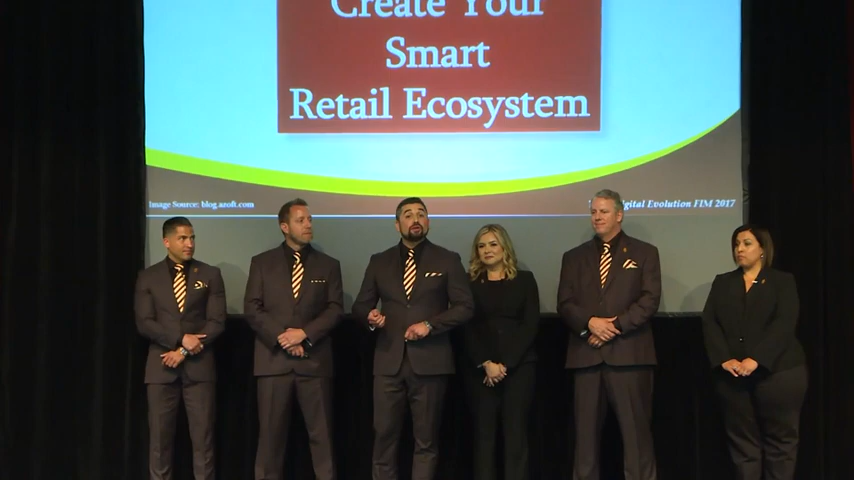 Create Your
Smart
Retail Ecosystem
Image Source: blog.azoft.com
Digital Evolution FIM 2017